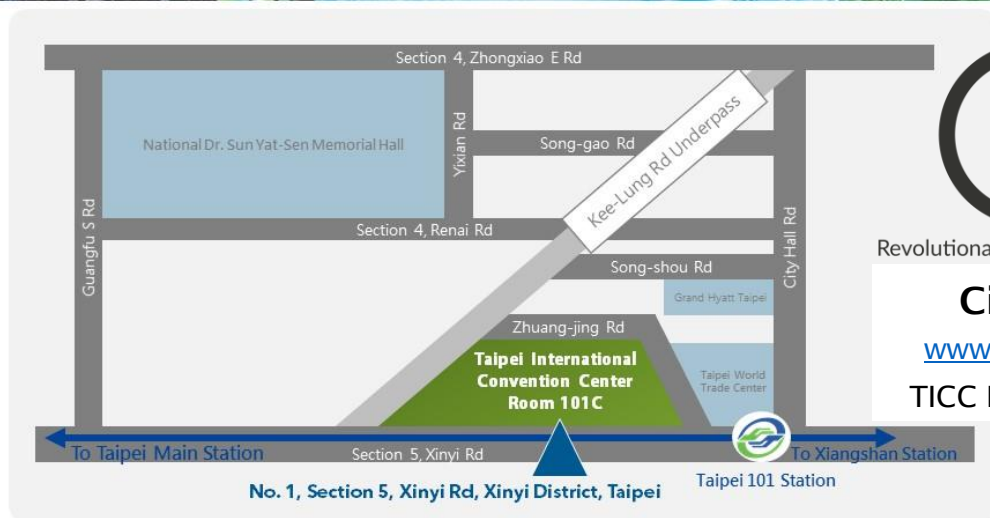 Section 4, Zhongxiao E Rd
National Dr. Sun Yat-Sen Memorial Hall
Yixian Rd
Song-gao Rd
Kee-Lung Rd Underpass
Guangfu S Rd
Section 4, Renai Rd
City Hall Rd
Song-shou Rd
Grand Hyatt Taipei
Zhuang-jing Rd
Taipei International
Convention Center
Room 101C
Taipei World
Trade Center
To Taipei Main Station
Section 5, Xinyi Rd
To Xiangshan Station
Taipei 101 Station
No. 1, Section 5, Xinyi Rd, Xinyi District, Taipei
Revolutiona
Ci
www
TICC